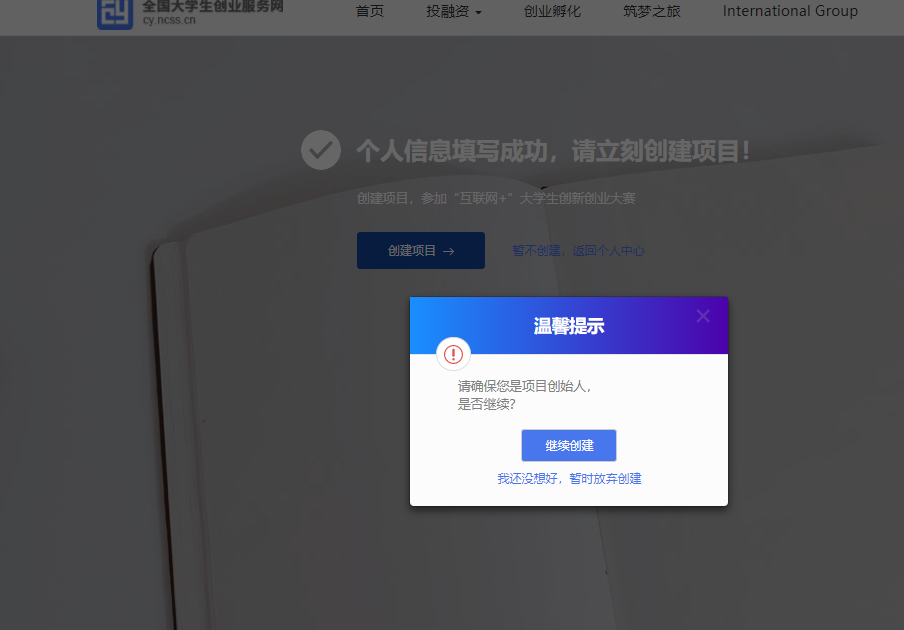 全国大学生创业服务网
cy.ncss.cn
首页 投融资 创业孵化 筑梦之旅 International Group
个人信息填写成功，请立刻创建项目！
创建项目，参加“互联网+”大学生创新创业大赛
创建项目 →
暂不创建，返回个人中心
温馨提示
请确保您是项目创始人，
是否继续？
继续创建
我还没想好，暂时放弃创建